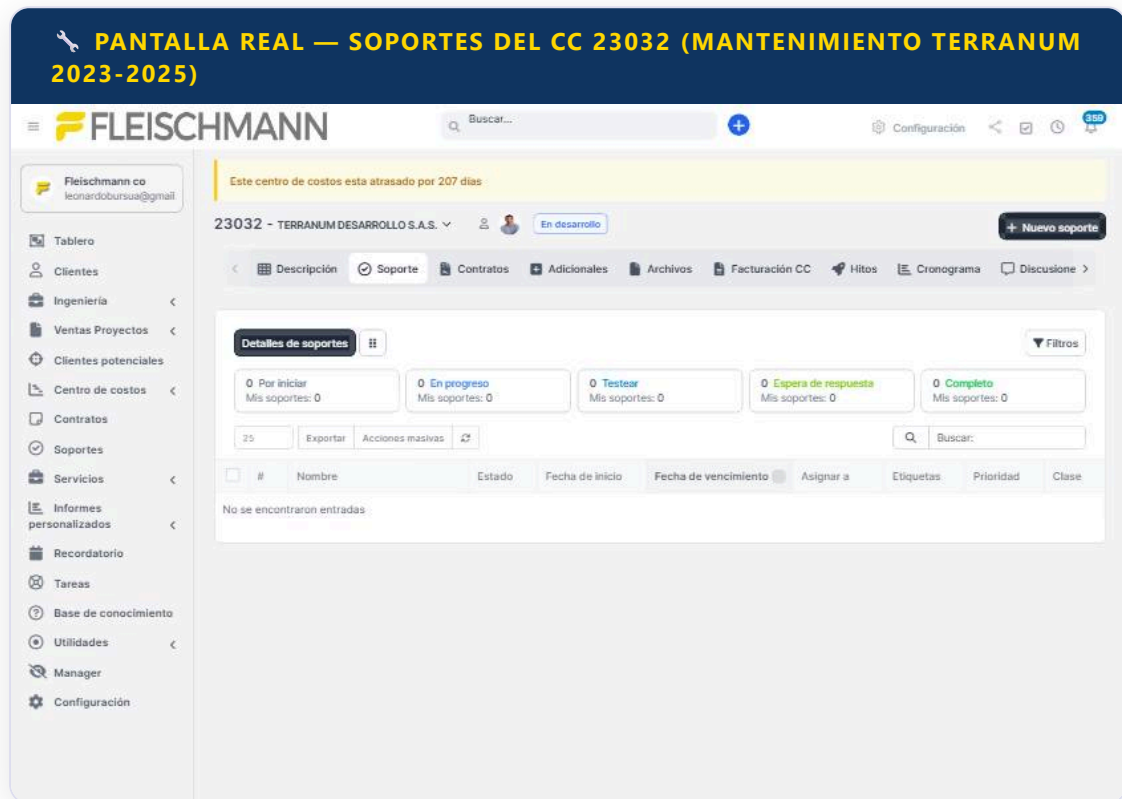 🔧 PANTALLA REAL — SOPORTES DEL CC 23032 (MANTENIMIENTO TERRANUM
2023-2025)
FLEISCHMANN
Buscar...
Configuración
359
Fleischmann co
leonardobursua@gmail
Este centro de costos esta atrasado por 207 días
23032 - TERRANUM DESARROLLO S.A.S.
En desarrollo
+ Nuevo soporte
Descripción Soporte Contratos Adicionales Archivos Facturación CC Hitos Cronograma Discusione
Tablero
Clientes
Ingeniería
Ventas Proyectos
Clientes potenciales
Centro de costos
Contratos
Soportes
Servicios
Informes
personalizados
Recordatorio
Tareas
Base de conocimiento
Utilidades
Manager
Configuración
Detalles de soportes
Filtros
0 Por iniciar
Mis soportes: 0
0 En progreso
Mis soportes: 0
0 Testear
Mis soportes: 0
0 Espera de respuesta
Mis soportes: 0
0 Completo
Mis soportes: 0
25 Exportar Acciones masivas
Buscar:
# Nombre Estado Fecha de inicio Fecha de vencimiento Asignar a Etiquetas Prioridad Clase
No se encontraron entradas